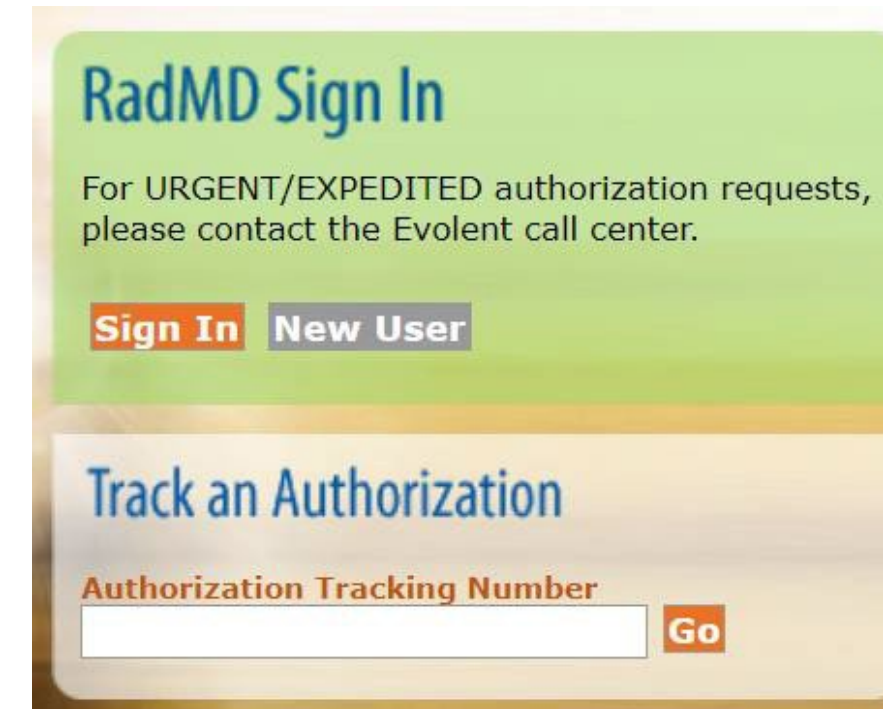 RadMD Sign In
For URGENT/EXPEDITED authorization requests,
please contact the Evolent call center.
Sign In New User
Track an Authorization
Authorization Tracking Number
Go